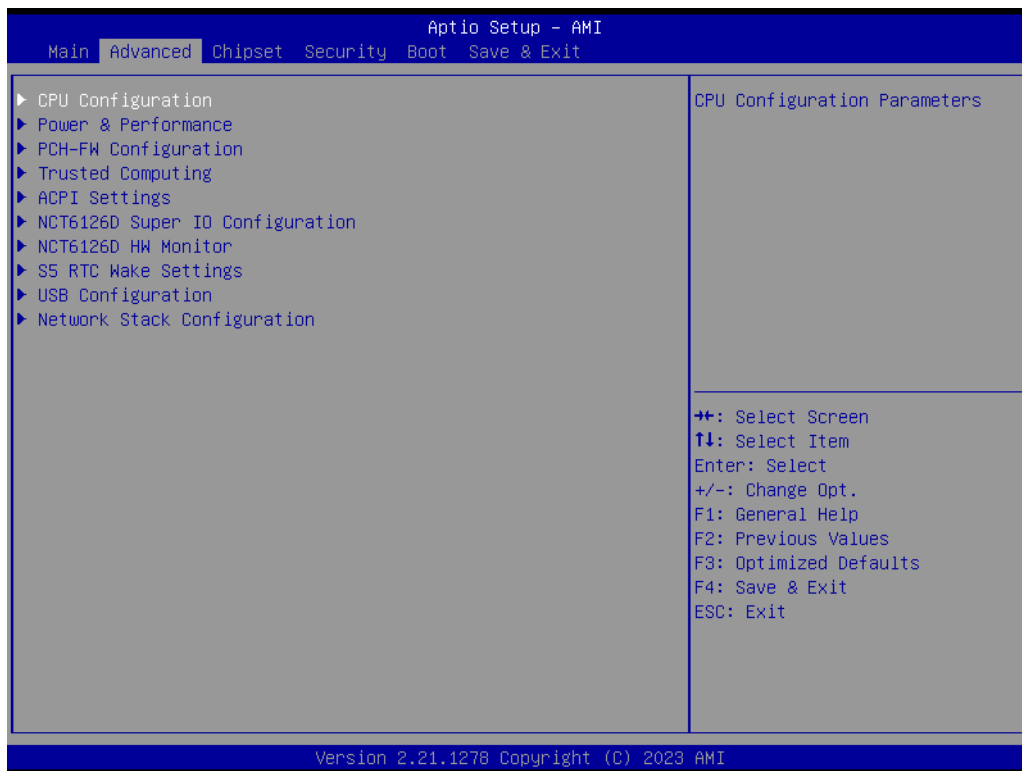 Aptio Setup – AMI
Main Advanced Chipset Security Boot Save & Exit
▶ CPU Configuration
▶ Power & Performance
▶ PCH-FW Configuration
▶ Trusted Computing
▶ ACPI Settings
▶ NCT6126D Super IO Configuration
▶ NCT6126D HW Monitor
▶ S5 RTC Wake Settings
▶ USB Configuration
▶ Network Stack Configuration
CPU Configuration Parameters
→←: Select Screen
↑↓: Select Item
Enter: Select
+/-: Change Opt.
F1: General Help
F2: Previous Values
F3: Optimized Defaults
F4: Save & Exit
ESC: Exit
Version 2.21.1278 Copyright (C) 2023 AMI